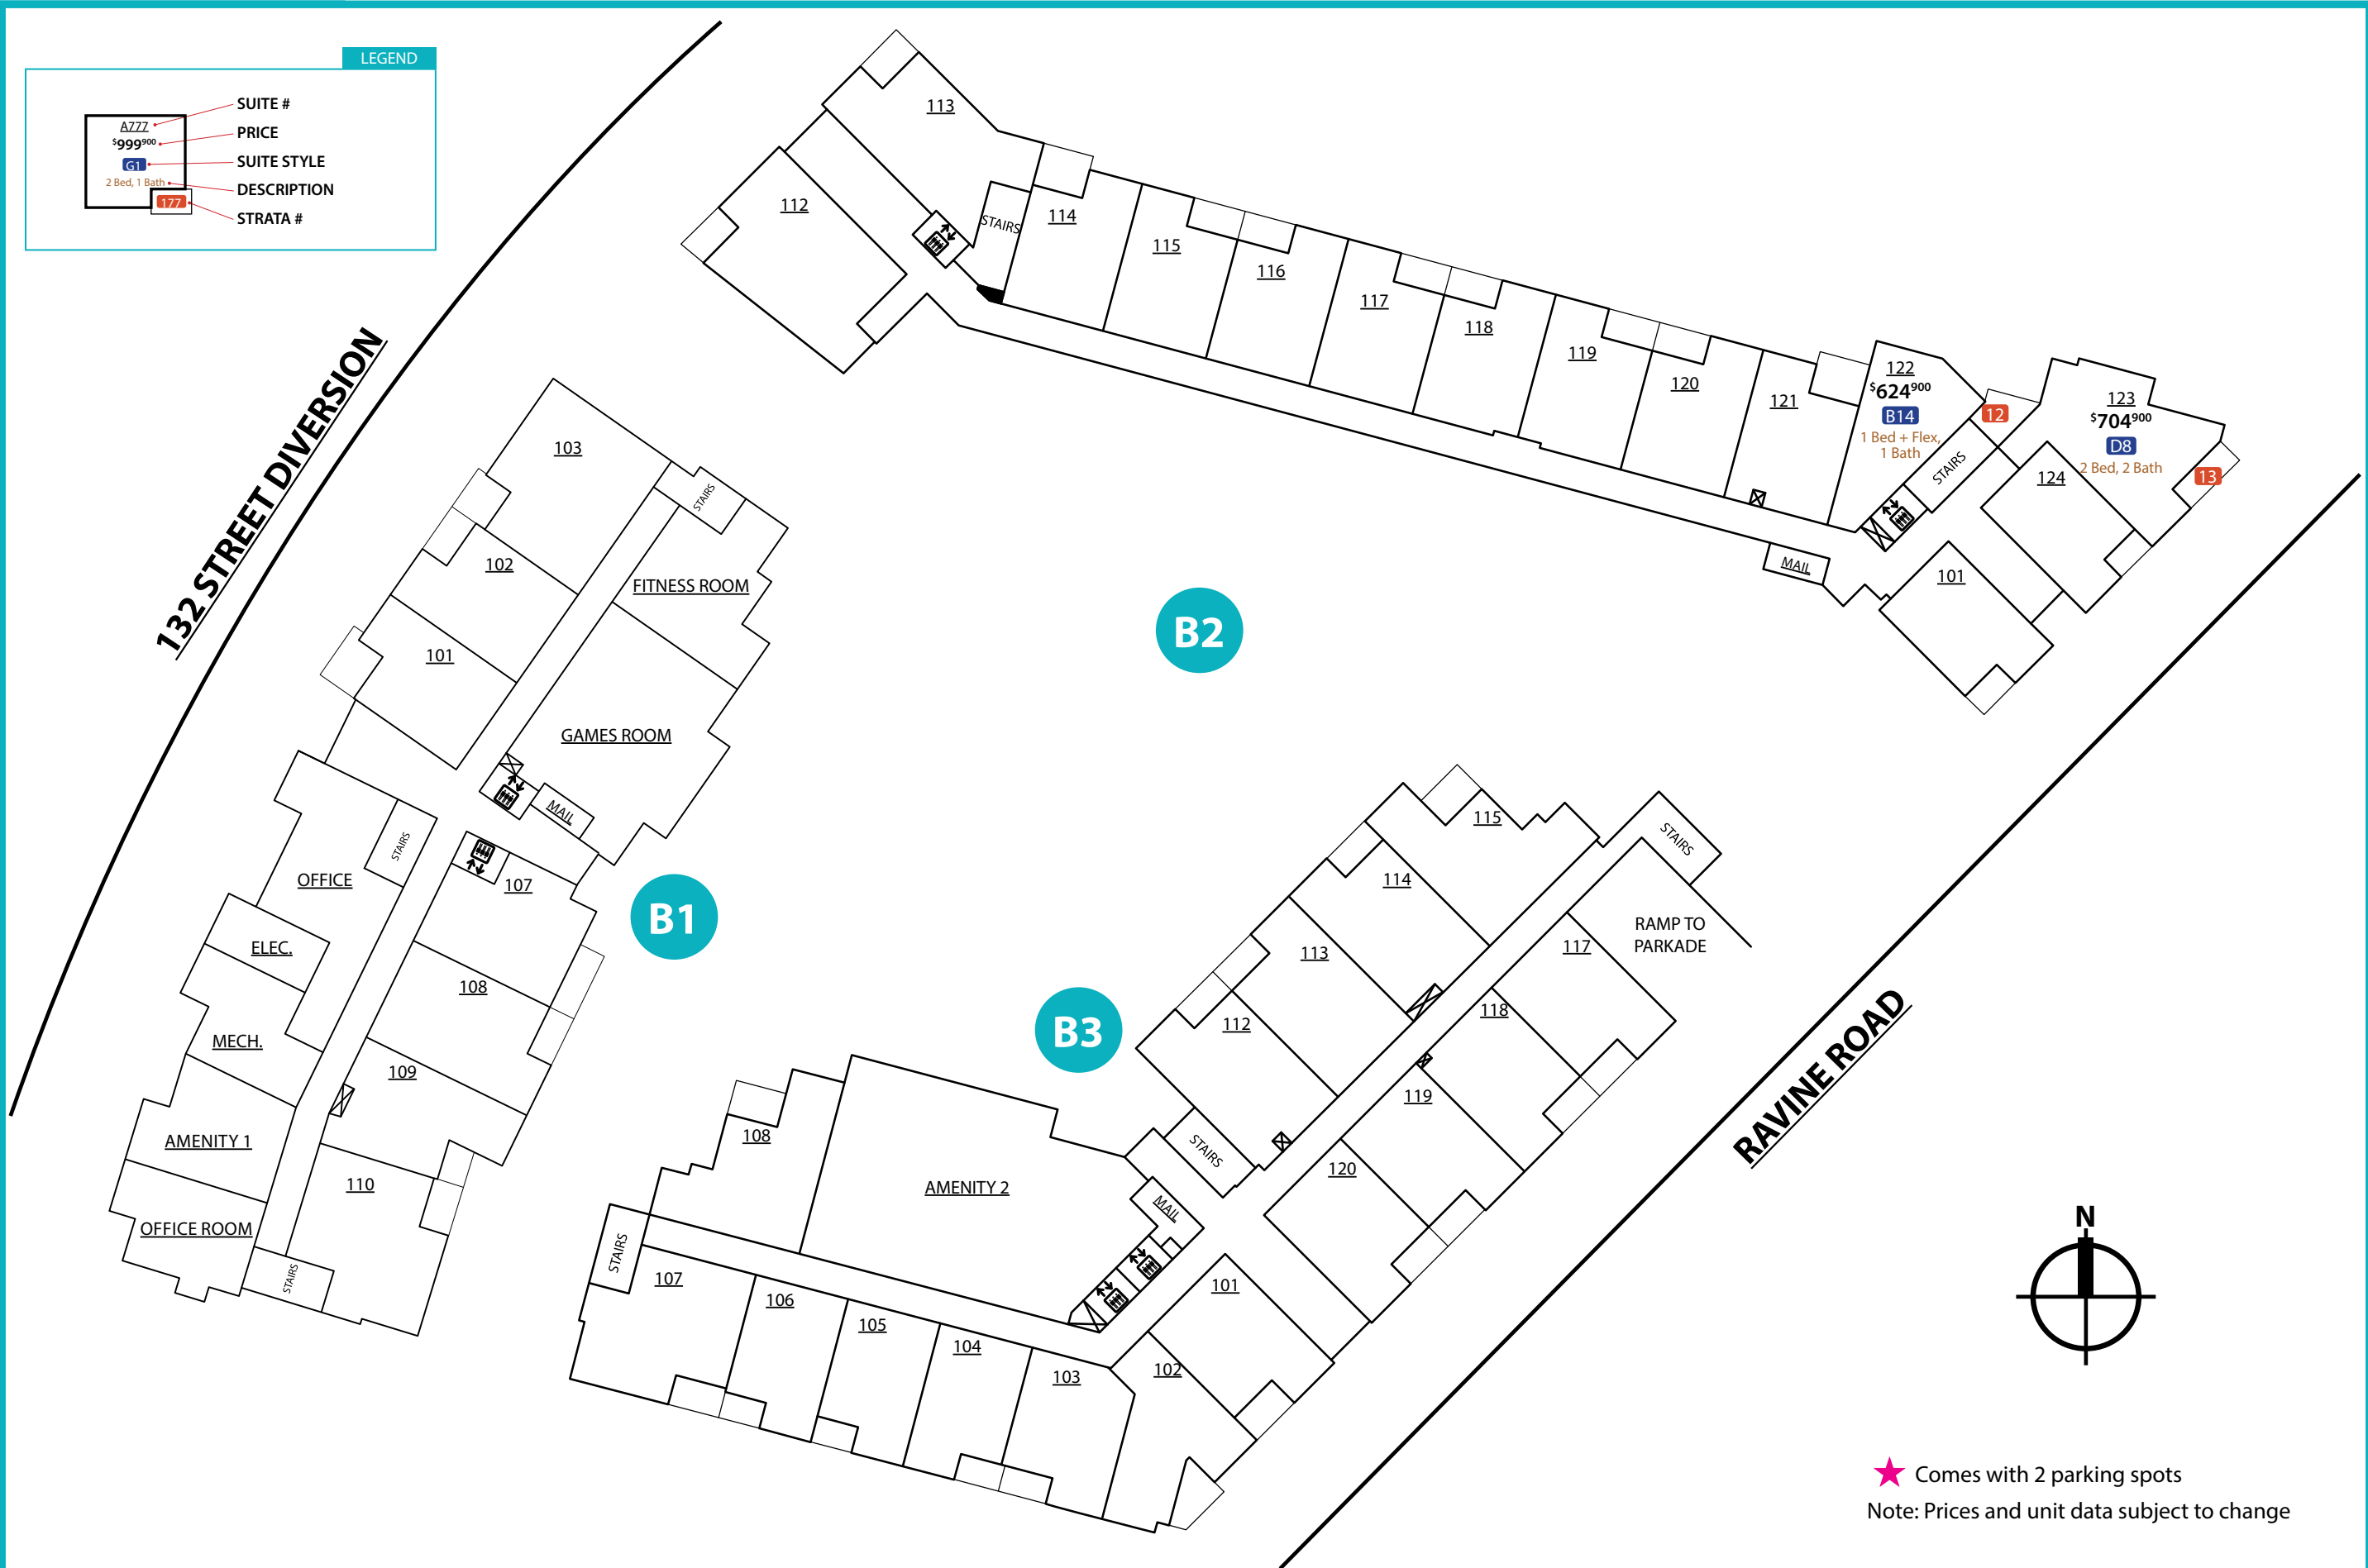 LEGEND
A777
$999900
G1
2 Bed, 1 Bath
177
SUITE #
PRICE
SUITE STYLE
DESCRIPTION
STRATA #
132 STREET DIVERSION
113
112
STAIRS
114
115
116
117
118
119
120
121
122
$624900
B14
1 Bed + Flex,
1 Bath
12
STAIRS
123
$704900
D8
2 Bed, 2 Bath
13
124
101
MAIL
B2
103
102
101
STAIRS
FITNESS ROOM
GAMES ROOM
MAIL
STAIRS
OFFICE
ELEC.
MECH.
AMENITY 1
OFFICE ROOM
107
108
109
110
STAIRS
B1
B3
115
114
113
112
STAIRS
RAMP TO
PARKADE
117
118
119
120
STAIRS
MAIL
108
AMENITY 2
STAIRS
107
106
105
104
103
102
101
RAVINE ROAD
N
Comes with 2 parking spots
Note: Prices and unit data subject to change